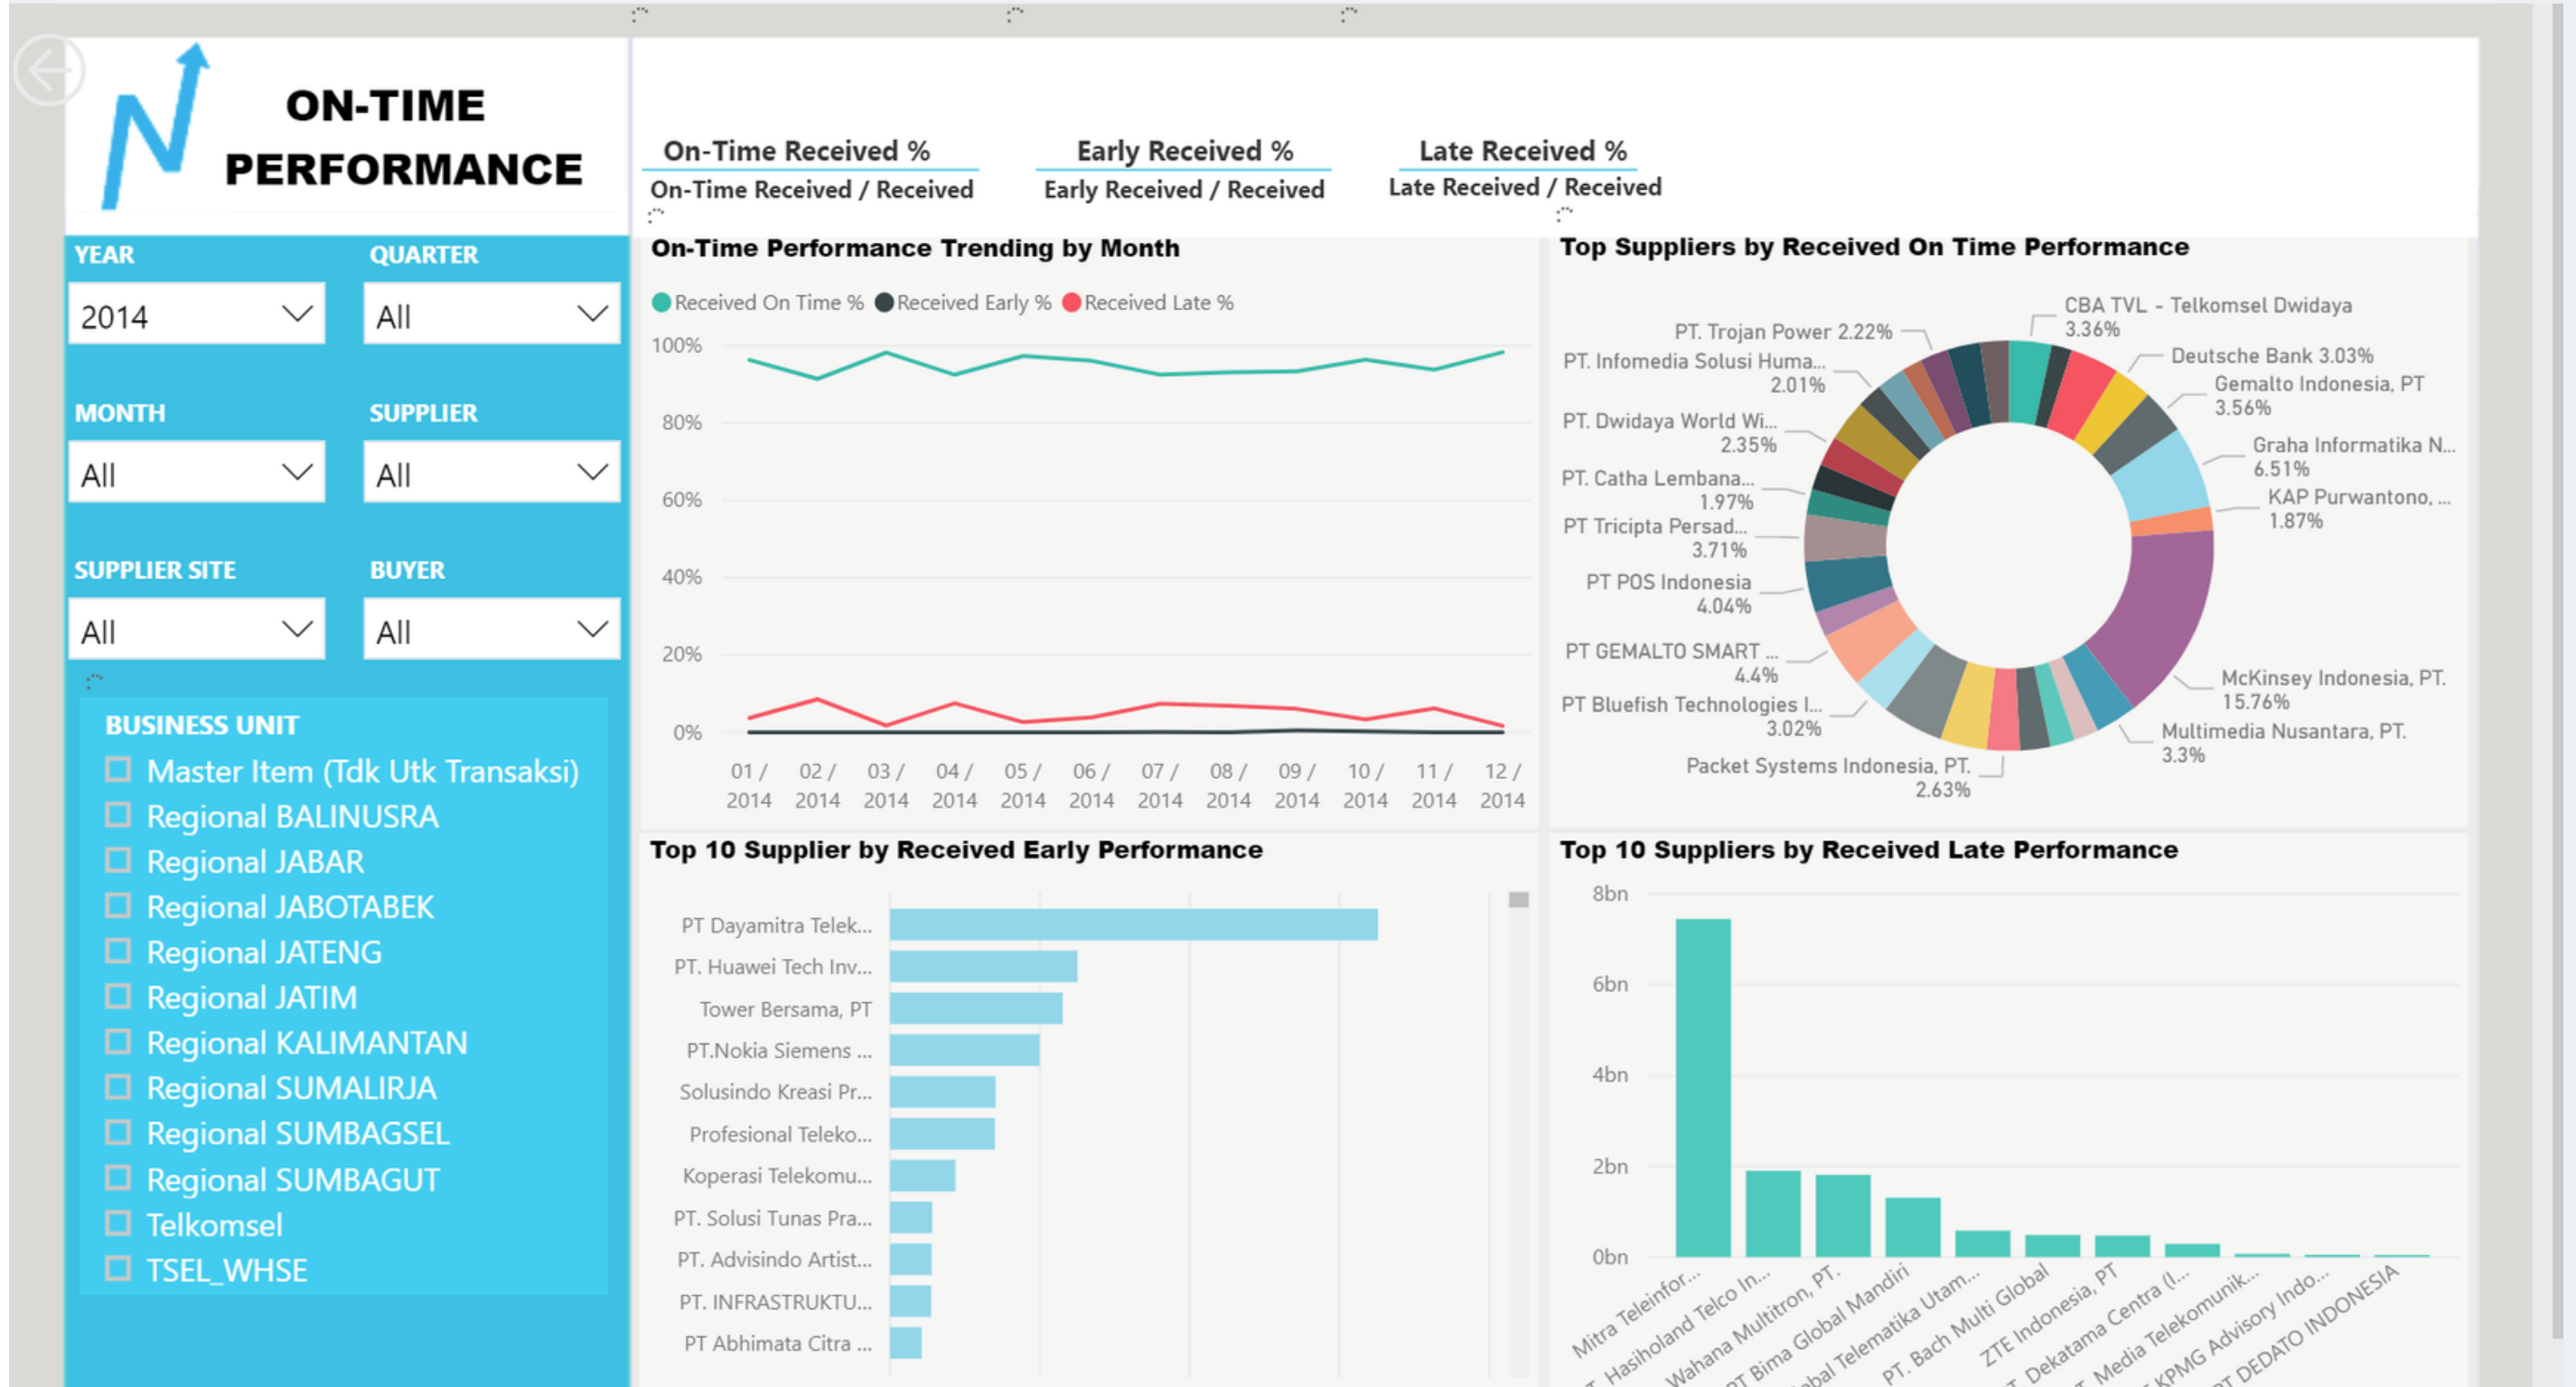 ON-TIME
PERFORMANCE
On-Time Received %
On-Time Received / Received
Early Received %
Early Received / Received
Late Received %
Late Received / Received
YEAR
QUARTER
2014
All
MONTH
SUPPLIER
All
All
SUPPLIER SITE
BUYER
All
All
BUSINESS UNIT
Master Item (Tdk Utk Transaksi)
Regional BALINUSRA
Regional JABAR
Regional JABOTABEK
Regional JATENG
Regional JATIM
Regional KALIMANTAN
Regional SUMALIRJA
Regional SUMBAGSEL
Regional SUMBAGUT
Telkomsel
TSEL_WHSE
On-Time Performance Trending by Month
Received On Time % Received Early % Received Late %
100%
80%
60%
40%
20%
0%
01 / 02 / 03 / 04 / 05 / 06 / 07 / 08 / 09 / 10 / 11 / 12 /
2014 2014 2014 2014 2014 2014 2014 2014 2014 2014 2014 2014
Top Suppliers by Received On Time Performance
CBA TVL - Telkomsel Dwidaya
3.36%
Deutsche Bank 3.03%
Gemalto Indonesia, PT
3.56%
Graha Informatika N...
6.51%
KAP Purwantono, ...
1.87%
McKinsey Indonesia, PT.
15.76%
Multimedia Nusantara, PT.
3.3%
Packet Systems Indonesia, PT.
2.63%
PT Bluefish Technologies I...
3.02%
PT GEMALTO SMART ...
4.4%
PT POS Indonesia
4.04%
PT Tricipta Persad...
3.71%
PT. Catha Lembana...
1.97%
PT. Dwidaya World Wi...
2.35%
PT. Infomedia Solusi Huma...
2.01%
PT. Trojan Power 2.22%
Top 10 Supplier by Received Early Performance
PT Dayamitra Telek...
PT. Huawei Tech Inv...
Tower Bersama, PT
PT.Nokia Siemens ...
Solusindo Kreasi Pr...
Profesional Teleko...
Koperasi Telekomu...
PT. Solusi Tunas Pra...
PT. Advisindo Artist...
PT. INFRASTRUKTU...
PT Abhimata Citra ...
Top 10 Suppliers by Received Late Performance
8bn
6bn
4bn
2bn
0bn
Mitra Teleinfor...
Hasiholand Telco In...
Wahana Multitron, PT.
Bima Global Mandiri
Telematika Utam...
PT. Bach Multi Global
ZTE Indonesia, PT
Dekatama Centra (I...
Media Telekomunik...
KPMG Advisory Indo...
DEDATO INDONESIA